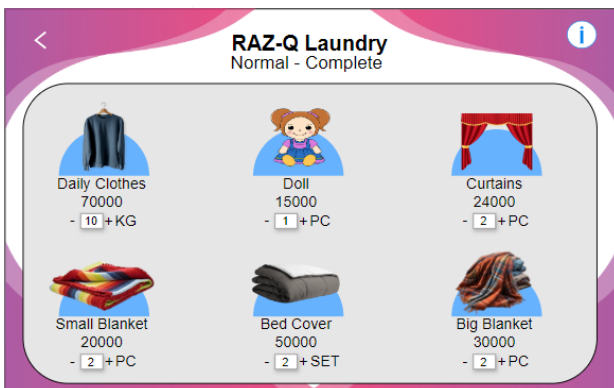 RAZ-Q Laundry
Normal - Complete
i
Daily Clothes
70000
- 10 + KG
Doll
15000
- 1 + PC
Curtains
24000
- 2 + PC
Small Blanket
20000
- 2 + PC
Bed Cover
50000
- 2 + SET
Big Blanket
30000
- 2 + PC